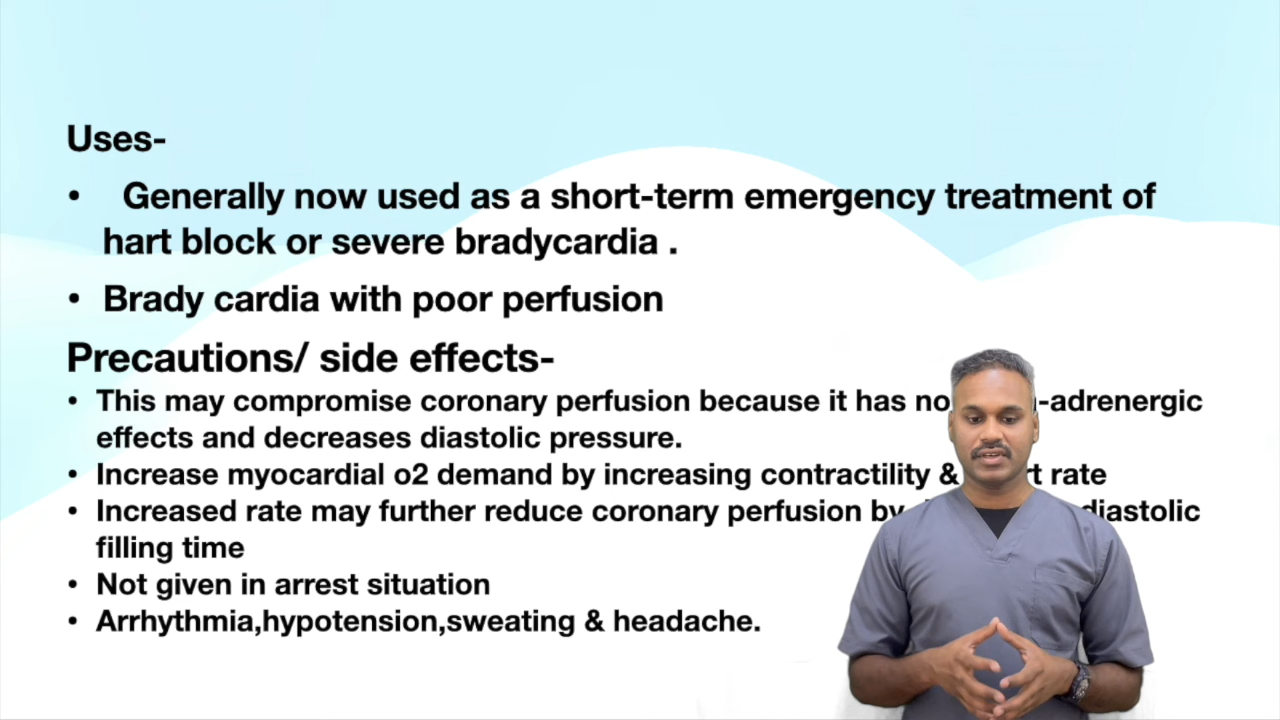 Uses-
• Generally now used as a short-term emergency treatment of
hart block or severe bradycardia .
• Brady cardia with poor perfusion
Precautions/ side effects-
• This may compromise coronary perfusion because it has no -adrenergic
effects and decreases diastolic pressure.
• Increase myocardial o2 demand by increasing contractility & rate
• Increased rate may further reduce coronary perfusion by diastolic
filling time
• Not given in arrest situation
• Arrhythmia,hypotension,sweating & headache.